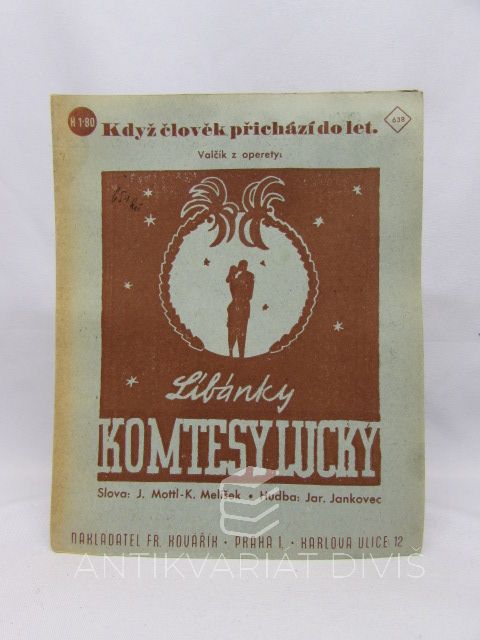 K 1·80
Když člověk přichází do let.
638
Valčík z operety:
Líbánky
KOMTESY LUCKY
Slova: J. Mottl-K. Melíšek • Hudba: Jar. Jankovec
NAKLADATEL FR. KOVAŘÍK • PRAHA I. • KARLOVA ULICE 12
ANTIKVARIÁT DIVIŠ